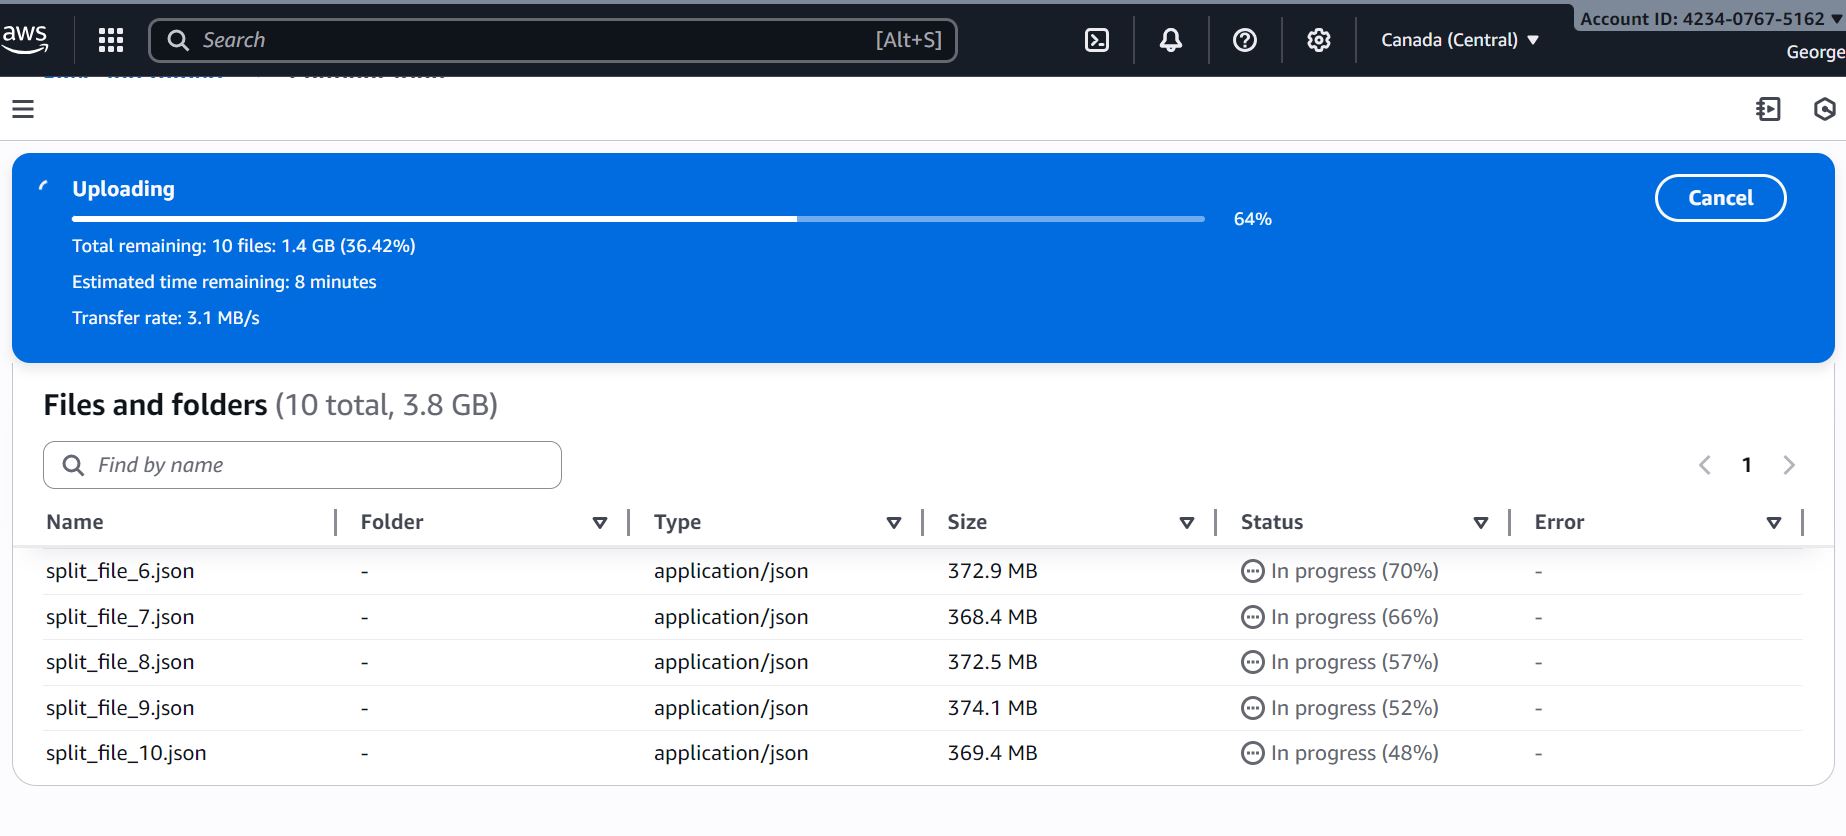 aws
Search
[Alt+S]
Canada (Central)
Account ID: 4234-0767-5162
George
Uploading
Cancel
64%
Total remaining: 10 files: 1.4 GB (36.42%)
Estimated time remaining: 8 minutes
Transfer rate: 3.1 MB/s
Files and folders (10 total, 3.8 GB)
Find by name
1
Name Folder Type Size Status Error
split_file_6.json - application/json 372.9 MB In progress (70%) -
split_file_7.json - application/json 368.4 MB In progress (66%) -
split_file_8.json - application/json 372.5 MB In progress (57%) -
split_file_9.json - application/json 374.1 MB In progress (52%) -
split_file_10.json - application/json 369.4 MB In progress (48%) -